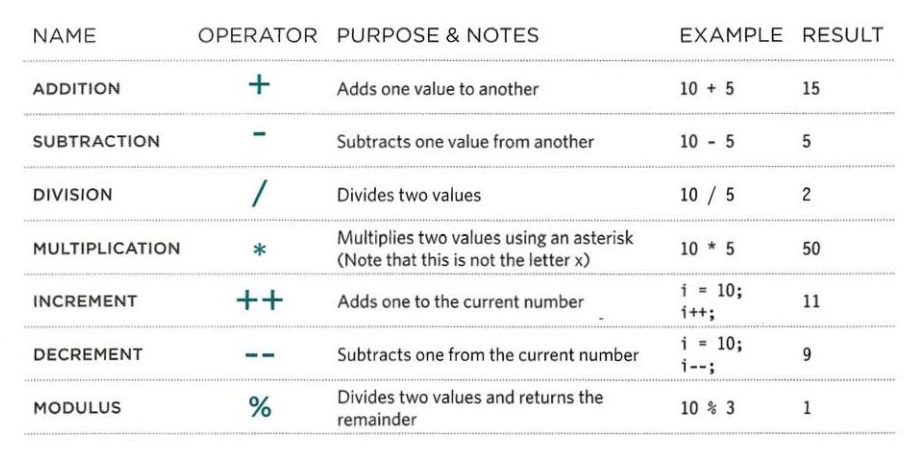 NAME OPERATOR PURPOSE & NOTES EXAMPLE RESULT
ADDITION + Adds one value to another 10 + 5 15
SUBTRACTION - Subtracts one value from another 10 - 5 5
DIVISION / Divides two values 10 / 5 2
MULTIPLICATION * Multiplies two values using an asterisk 10 * 5 50
(Note that this is not the letter x)
INCREMENT ++ Adds one to the current number i = 10; 11
i++;
DECREMENT -- Subtracts one from the current number i = 10; 9
i--;
MODULUS % Divides two values and returns the 10 % 3 1
remainder